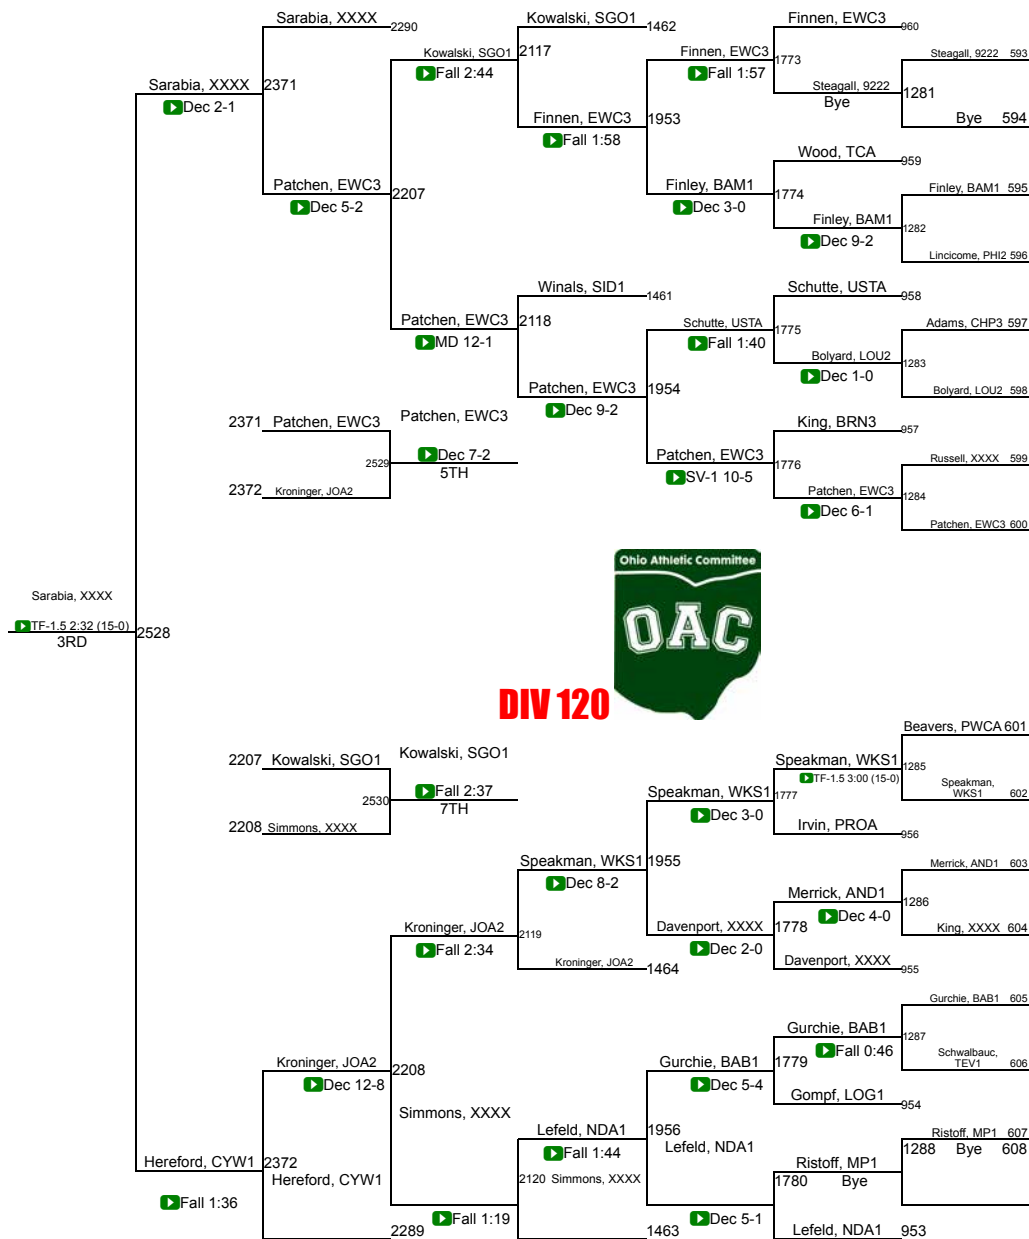 Sarabia, XXXX
2290
Kowalski, SGO1
1462
Finnen, EWC3
960
Kowalski, SGO1
2117
Fall 2:44
Finnen, EWC3
1773
Fall 1:57
Steagall, 9222 593
Sarabia, XXXX
2371
Dec 2-1
Steagall, 9222
Bye
1281
Bye 594
Finnen, EWC3
1953
Fall 1:58
Wood, TCA
959
Patchen, EWC3
2207
Dec 5-2
Finley, BAM1
1774
Dec 3-0
Finley, BAM1 595
Finley, BAM1
1282
Dec 9-2
Lincicome, PHI2 596
Winals, SID1
1461
Schutte, USTA
958
Patchen, EWC3
2118
MD 12-1
Schutte, USTA
1775
Fall 1:40
Adams, CHP3 597
Bolyard, LOU2
1283
Dec 1-0
Patchen, EWC3
1954
Dec 9-2
Bolyard, LOU2 598
2371 Patchen, EWC3
Patchen, EWC3
King, BRN3
957
2529
Dec 7-2
5TH
Patchen, EWC3
1776
SV-1 10-5
Russell, XXXX 599
2372 Kroninger, JOA2
Patchen, EWC3
1284
Dec 6-1
Patchen, EWC3 600
Ohio Athletic Committee
OAC
Sarabia, XXXX
TF-1.5 2:32 (15-0)
2528
3RD
DIV 120
Beavers, PWCA 601
2207 Kowalski, SGO1
Kowalski, SGO1
Speakman, WKS1
1285
TF-1.5 3:00 (15-0)
2530
Fall 2:37
7TH
Speakman, WKS1
1777
Dec 3-0
Speakman,
WKS1 602
2208 Simmons, XXXX
Irvin, PROA
956
Speakman, WKS1
1955
Dec 8-2
Merrick, AND1 603
Merrick, AND1
1286
Dec 4-0
Kroninger, JOA2
2119
Fall 2:34
Davenport, XXXX
1778
Dec 2-0
King, XXXX 604
Kroninger, JOA2
1464
Davenport, XXXX
955
Gurchie, BAB1 605
Gurchie, BAB1
1287
Fall 0:46
Kroninger, JOA2
2208
Dec 12-8
Gurchie, BAB1
1779
Dec 5-4
Schwalbauc,
TEV1 606
Gompf, LOG1
954
Simmons, XXXX
Lefeld, NDA1
1956
Fall 1:44
Lefeld, NDA1
Ristoff, MP1 607
1288 Bye 608
Hereford, CYW1
2372
Fall 1:36
Hereford, CYW1
2120 Simmons, XXXX
Ristoff, MP1
1780 Bye
Fall 1:19
Dec 5-1
2289
1463
Lefeld, NDA1
953